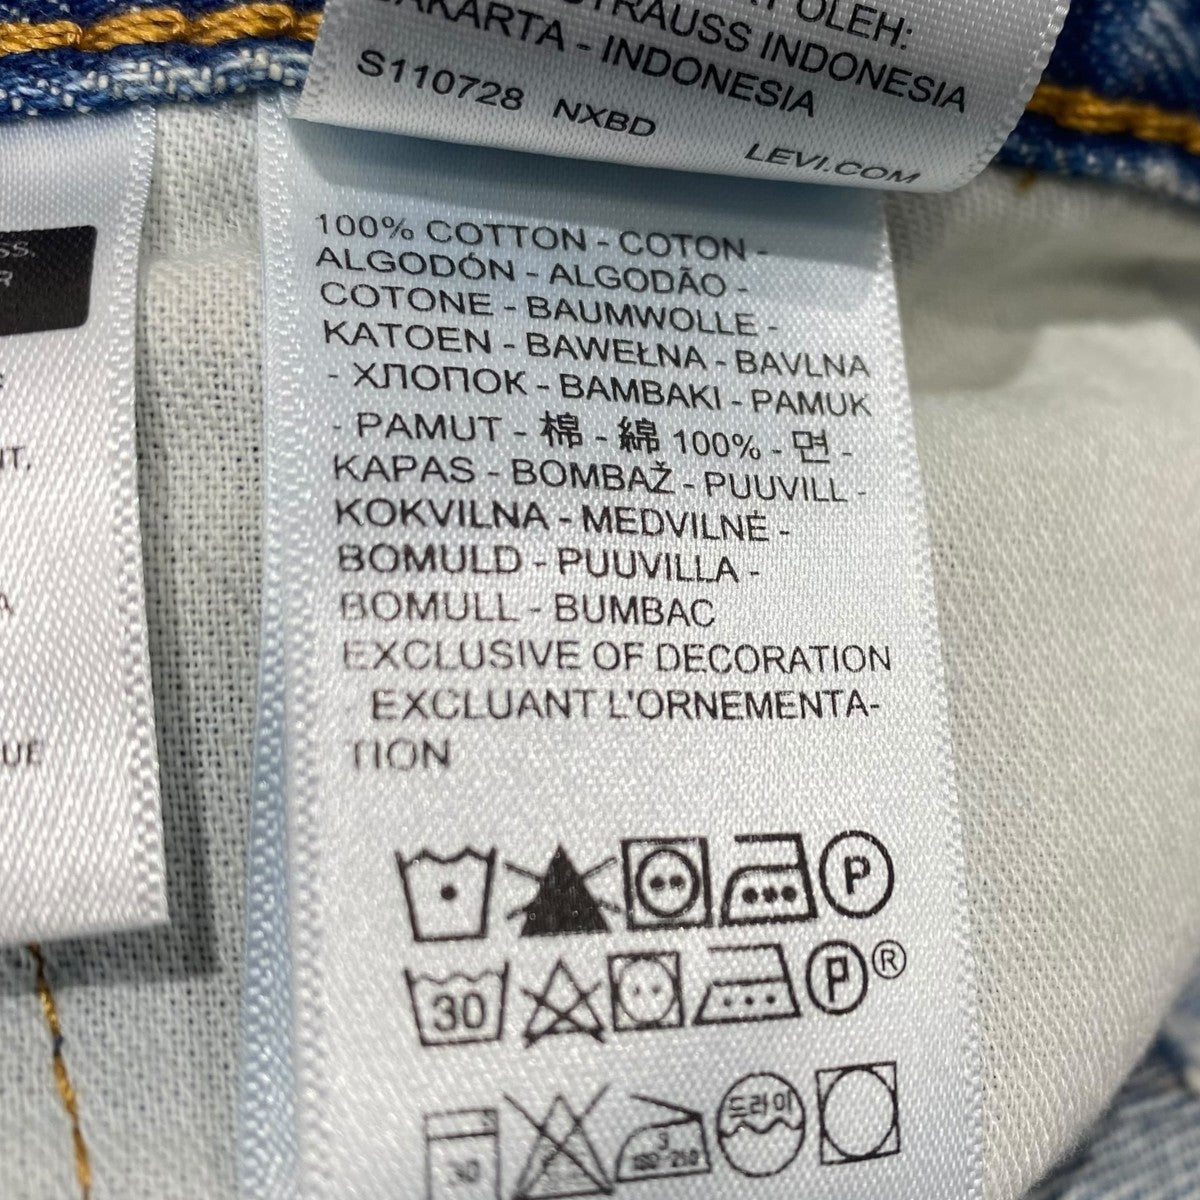 OLEH:
STRAUSS INDONESIA
JAKARTA - INDONESIA
S110728 NXBD
LEVI.COM
100% COTTON - COTON -
ALGODÓN - ALGODÃO -
COTONE - BAUMWOLLE -
KATOEN - BAWEŁNA - BAVLNA
- ХЛОПОК - BAMBAKI - PAMUK
- PAMUT - 棉 - 綿 100% - 면 -
KAPAS - BOMBAŽ - PUUVILL -
KOKVILNA - MEDVILNĖ -
BOMULD - PUUVILLA -
BOMULL - BUMBAC
EXCLUSIVE OF DECORATION
EXCLUANT L'ORNEMENTA-
TION
P
30 P®
드라이
3